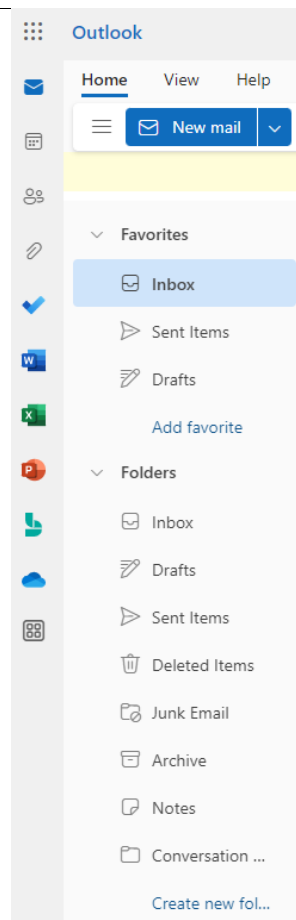 Outlook
Home View Help
New mail
Favorites
Inbox
Sent Items
Drafts
Add favorite
Folders
Inbox
Drafts
Sent Items
Deleted Items
Junk Email
Archive
Notes
Conversation ...
Create new fol...